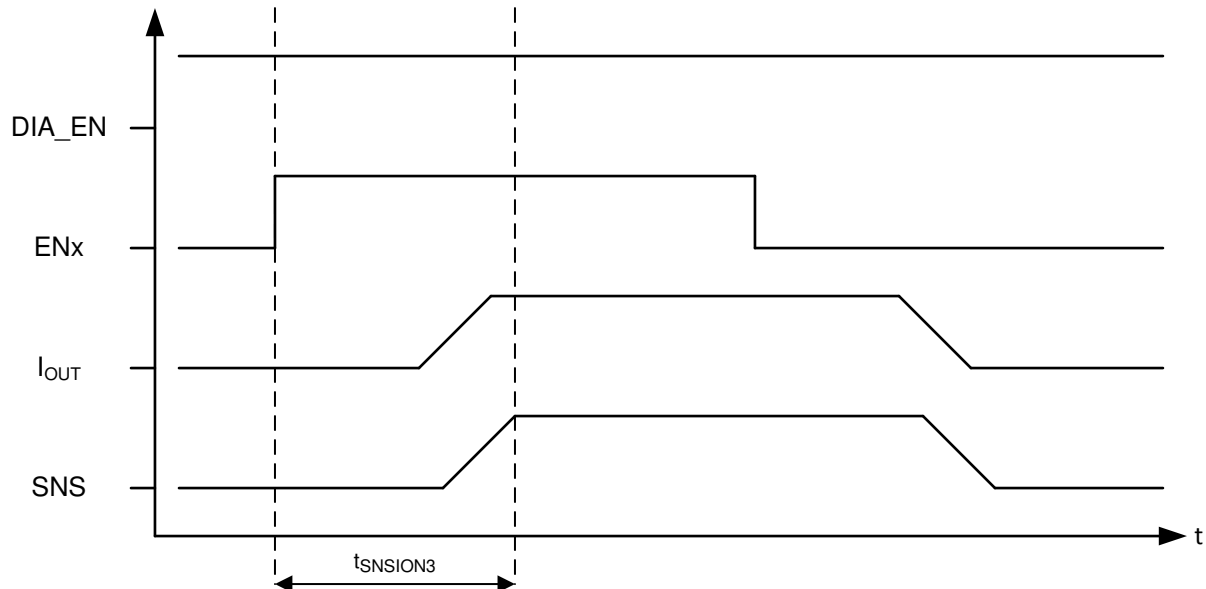 DIA_EN
ENx
IOUT
SNS
t
tSNSION3